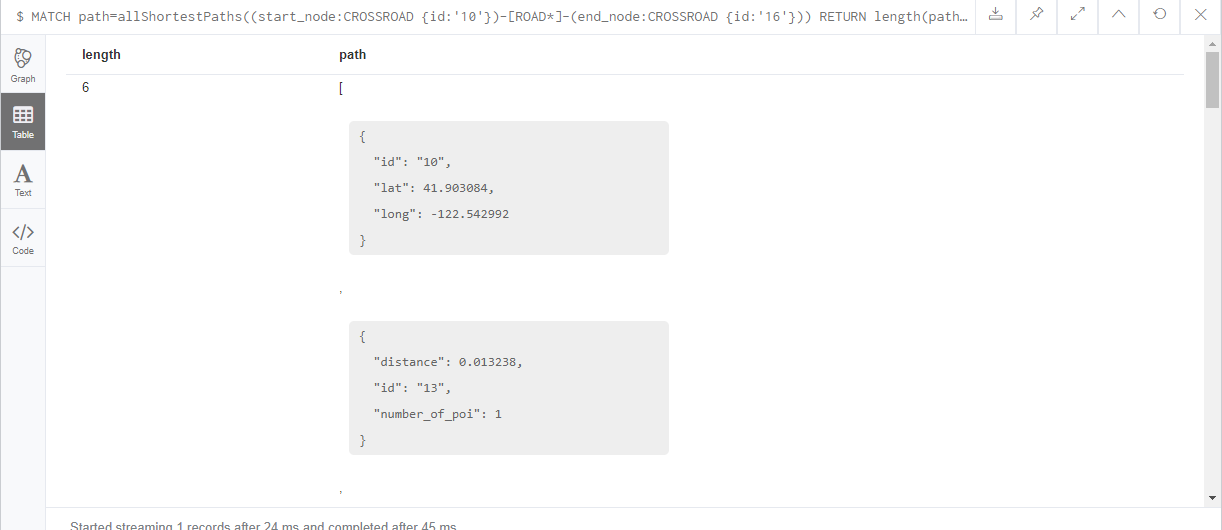 $ MATCH path=allShortestPaths((start_node:CROSSROAD {id:'10'})-[ROAD*]-(end_node:CROSSROAD {id:'16'})) RETURN length(path…
Graph
Table
A
Text
</>
Code
length path
6 [
{
"id": "10",
"lat": 41.903084,
"long": -122.542992
}
,
{
"distance": 0.013238,
"id": "13",
"number_of_poi": 1
}
,
Started streaming 1 records after 24 ms and completed after 45 ms.